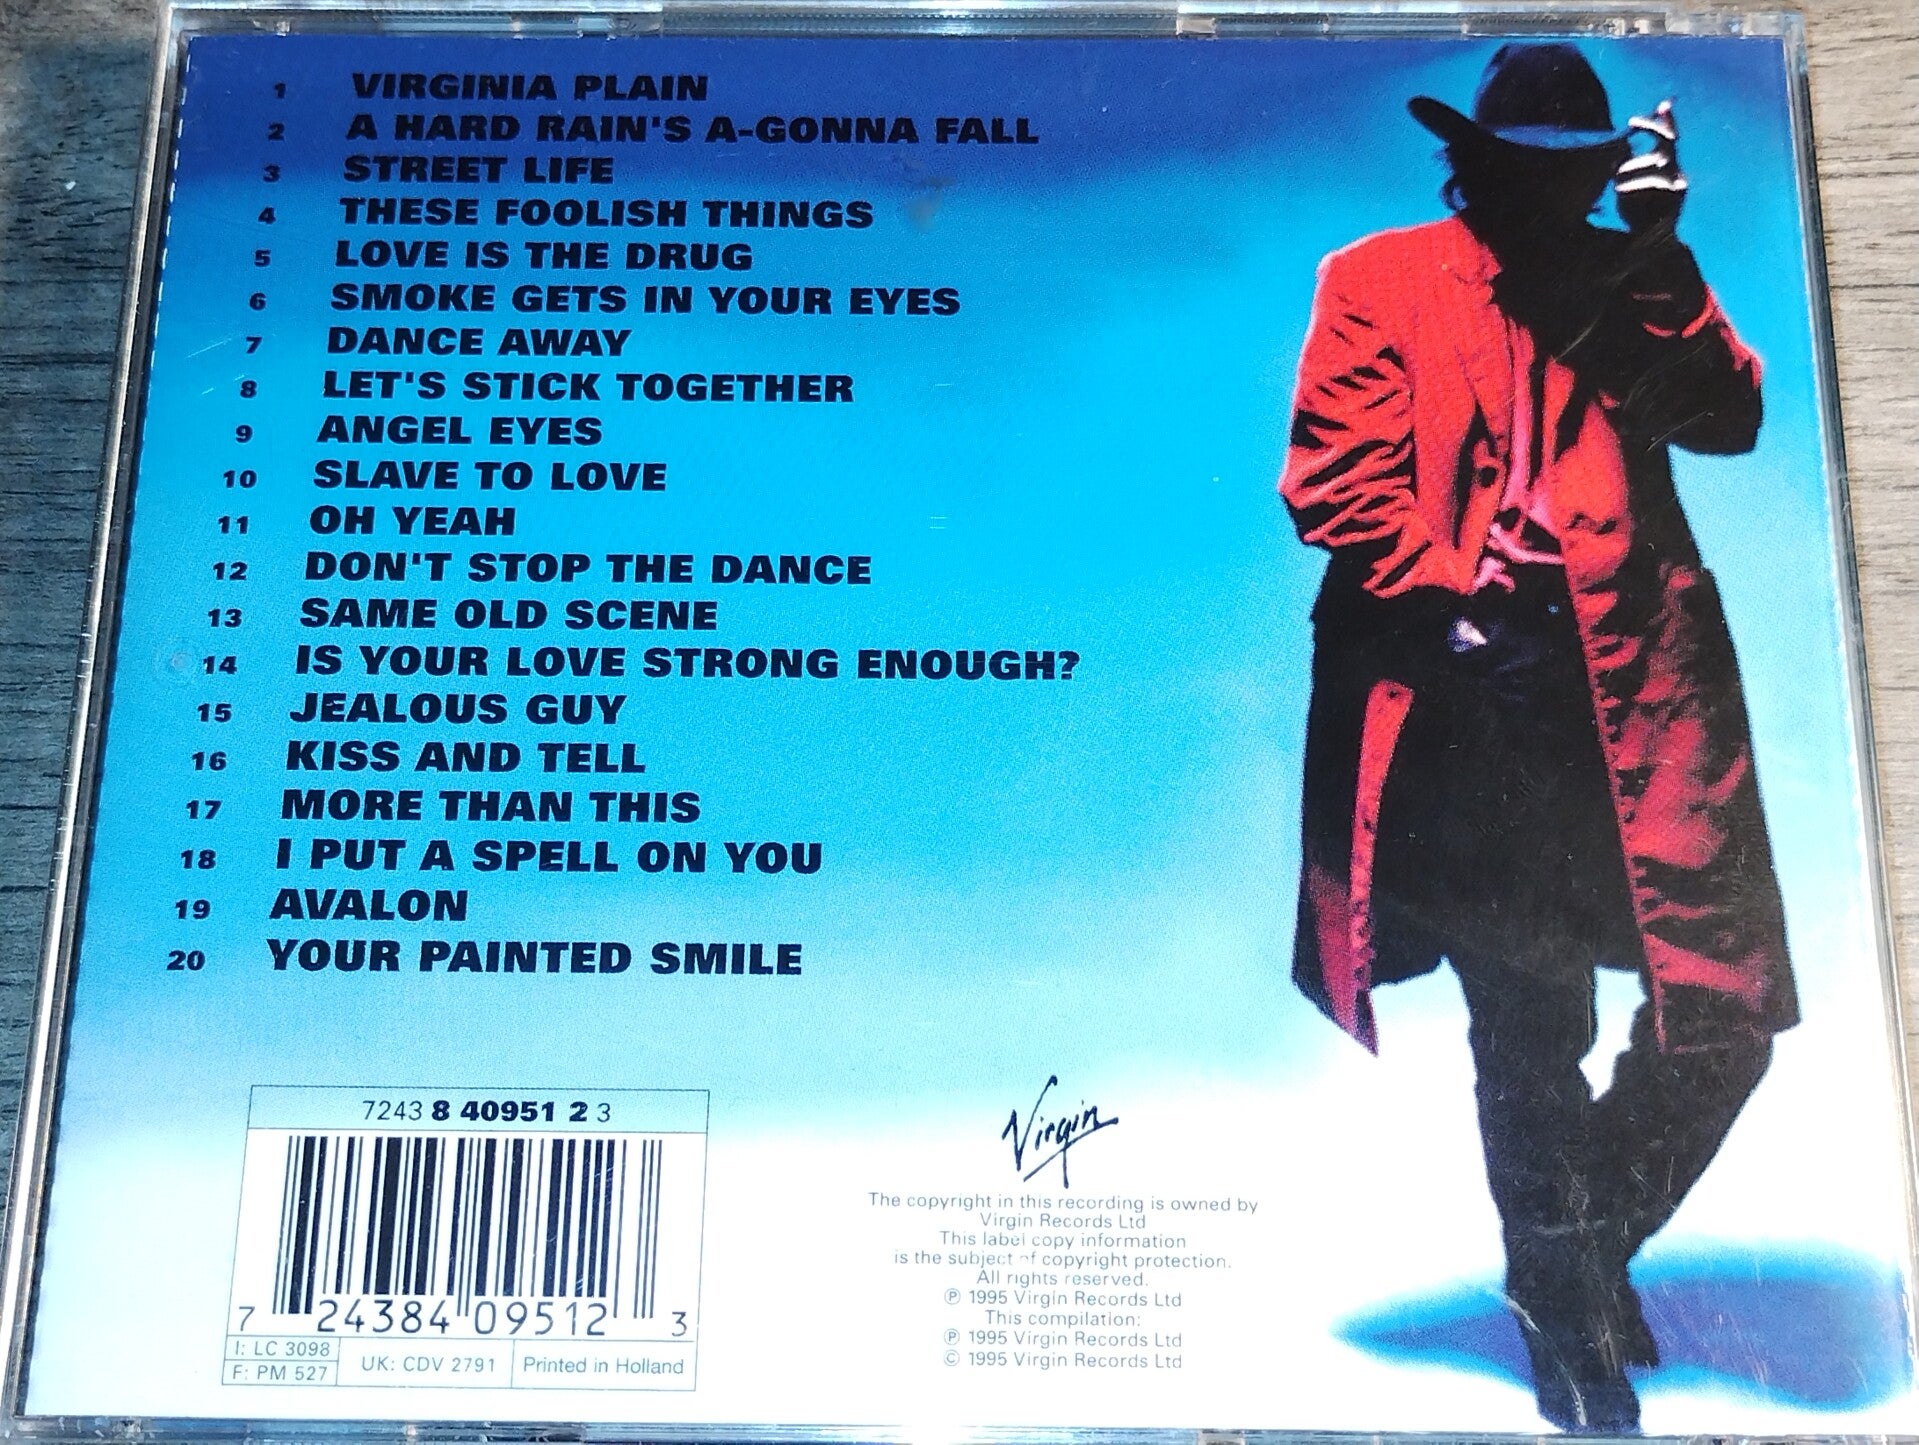 1 VIRGINIA PLAIN
2 A HARD RAIN'S A-GONNA FALL
3 STREET LIFE
4 THESE FOOLISH THINGS
5 LOVE IS THE DRUG
6 SMOKE GETS IN YOUR EYES
7 DANCE AWAY
8 LET'S STICK TOGETHER
9 ANGEL EYES
10 SLAVE TO LOVE
11 OH YEAH
12 DON'T STOP THE DANCE
13 SAME OLD SCENE
14 IS YOUR LOVE STRONG ENOUGH?
15 JEALOUS GUY
16 KISS AND TELL
17 MORE THAN THIS
18 I PUT A SPELL ON YOU
19 AVALON
20 YOUR PAINTED SMILE
7243 8 40951 2 3
7 24384 09512 3
I: LC 3098
F: PM 527
UK: CDV 2791
Printed in Holland
Virgin
The copyright in this recording is owned by
Virgin Records Ltd
This label copy information
is the subject of copyright protection.
All rights reserved.
℗ 1995 Virgin Records Ltd
This compilation:
℗ 1995 Virgin Records Ltd
© 1995 Virgin Records Ltd